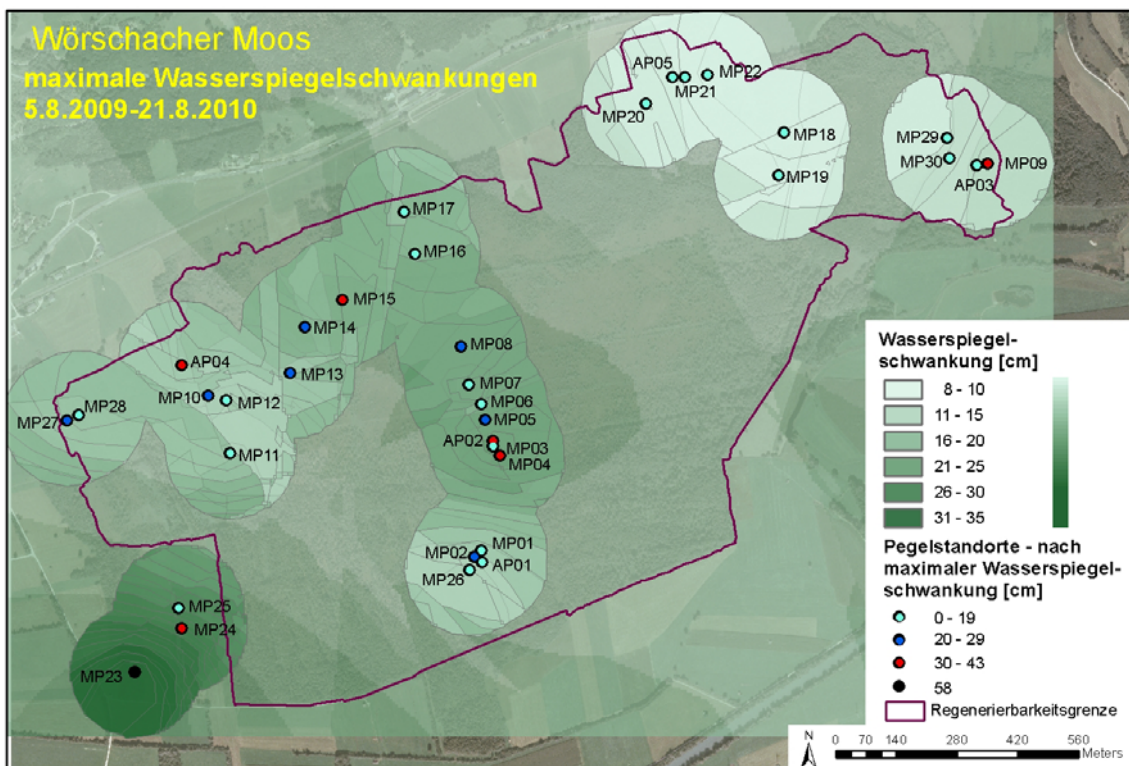 Wörschacher Moos
maximale Wasserspiegelschwankungen
5.8.2009-21.8.2010
AP05
MP22
MP21
MP20
MP18
MP29
MP30
MP09
AP03
MP19
MP17
MP16
MP15
MP14
MP08
AP04
MP13
MP07
MP10
MP12
MP06
MP28
MP27
MP05
AP02
MP03
MP04
MP11
MP02
MP01
AP01
MP26
MP25
MP24
MP23
Wasserspiegel-
schwankung [cm]
8 - 10
11 - 15
16 - 20
21 - 25
26 - 30
31 - 35
Pegelstandorte - nach
maximaler Wasserspiegel-
schwankung [cm]
0 - 19
20 - 29
30 - 43
58
Regenerierbarkeitsgrenze
N
0 70 140 280 420 560
Meters